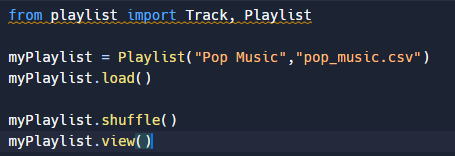 from playlist import Track, Playlist
myPlaylist = Playlist("Pop Music","pop_music.csv")
myPlaylist.load()
myPlaylist.shuffle()
myPlaylist.view()